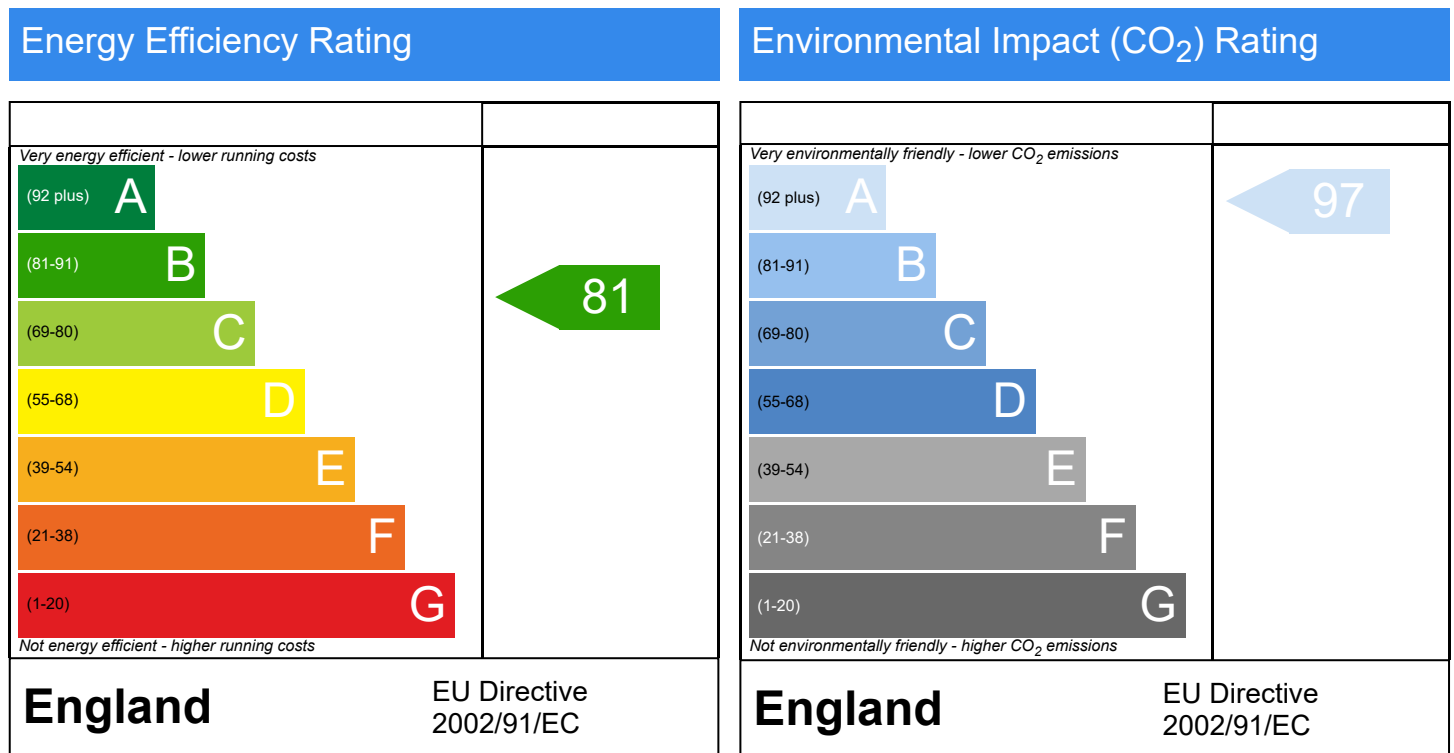 Energy Efficiency Rating
Very energy efficient - lower running costs
(92 plus) A
(81-91) B
81
(69-80) C
(55-68) D
(39-54) E
(21-38) F
(1-20) G
Not energy efficient - higher running costs
England
EU Directive
2002/91/EC
Environmental Impact (CO₂) Rating
Very environmentally friendly - lower CO₂ emissions
(92 plus) A
97
(81-91) B
(69-80) C
(55-68) D
(39-54) E
(21-38) F
(1-20) G
Not environmentally friendly - higher CO₂ emissions
England
EU Directive
2002/91/EC